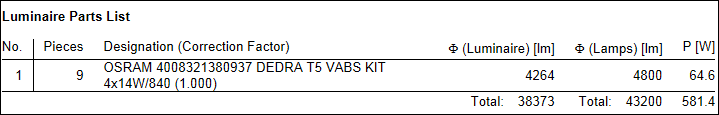 Luminaire Parts List
No. Pieces Designation (Correction Factor) Φ (Luminaire) [lm] Φ (Lamps) [lm] P [W]
1 9 OSRAM 4008321380937 DEDRA T5 VABS KIT 4264 4800 64.6
4x14W/840 (1.000)
Total: 38373 Total: 43200 581.4